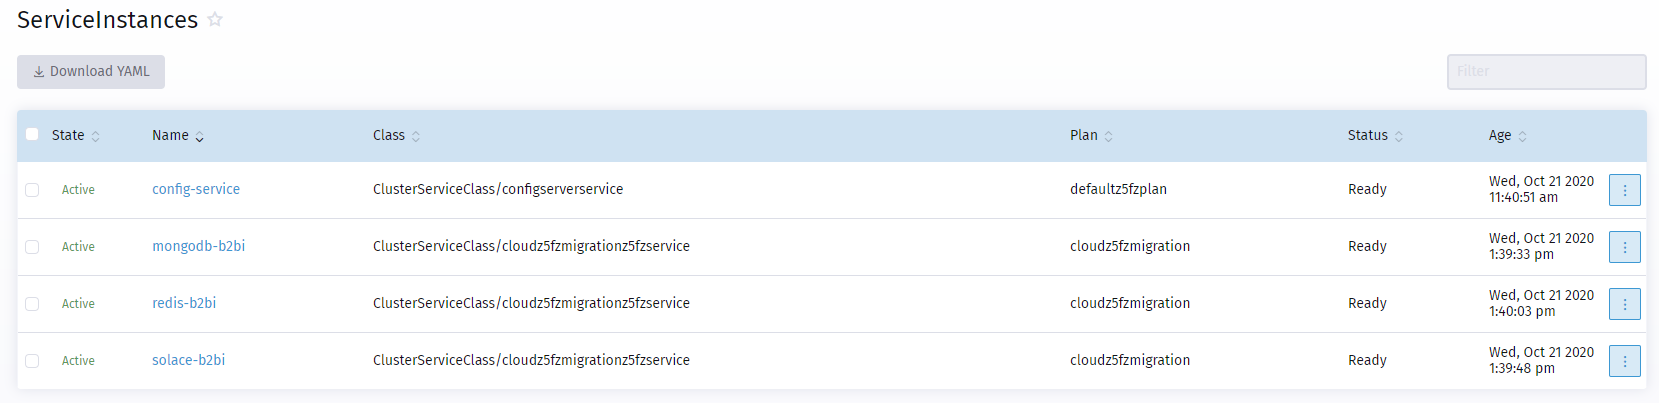 ServiceInstances
Download YAML
Filter
State Name Class Plan Status Age
Active config-service ClusterServiceClass/configserverservice defaultz5fzplan Ready Wed, Oct 21 2020
11:40:51 am
Active mongodb-b2bi ClusterServiceClass/cloudz5fzmigrationz5fzservice cloudz5fzmigration Ready Wed, Oct 21 2020
1:39:33 pm
Active redis-b2bi ClusterServiceClass/cloudz5fzmigrationz5fzservice cloudz5fzmigration Ready Wed, Oct 21 2020
1:40:03 pm
Active solace-b2bi ClusterServiceClass/cloudz5fzmigrationz5fzservice cloudz5fzmigration Ready Wed, Oct 21 2020
1:39:48 pm